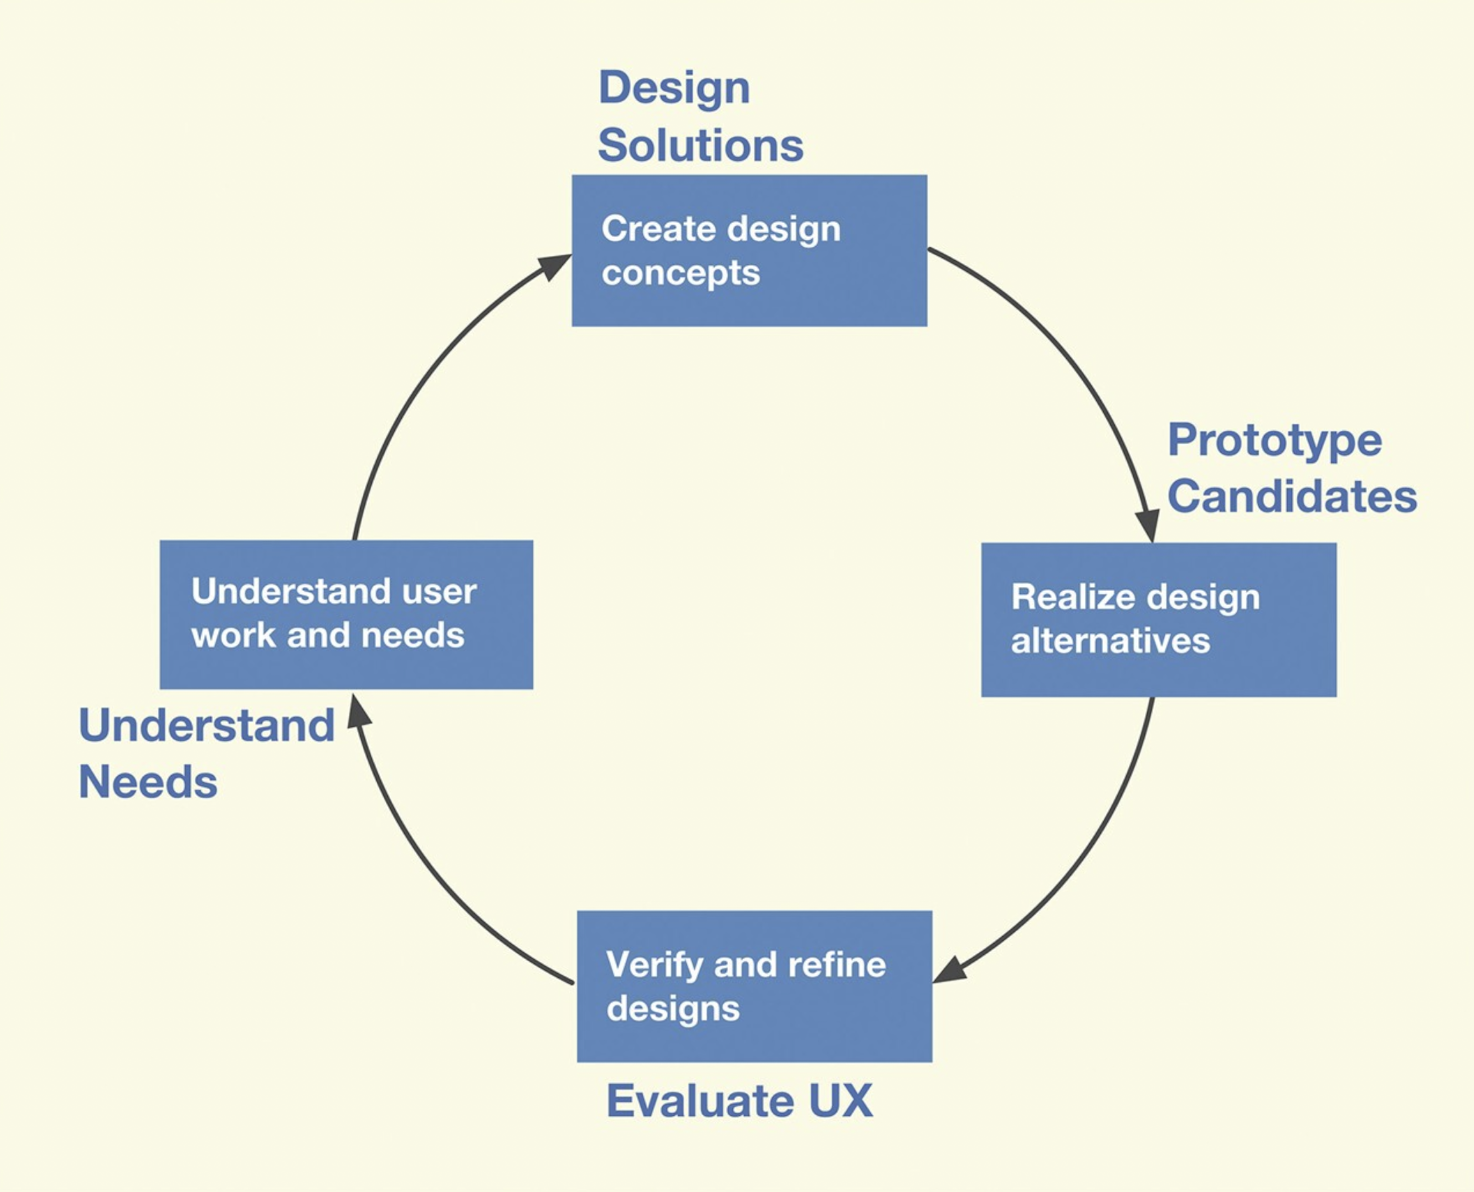 Design
Solutions
Create design
concepts
Prototype
Candidates
Realize design
alternatives
Understand user
work and needs
Understand
Needs
Verify and refine
designs
Evaluate UX